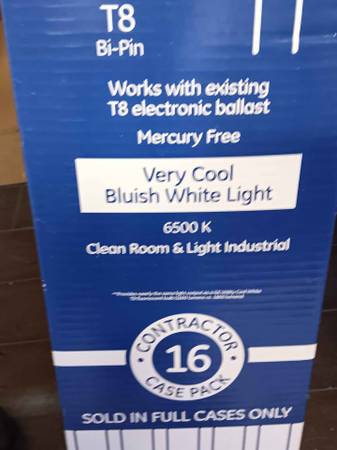 T8
Bi-Pin
Works with existing
T8 electronic ballast
Mercury Free
Very Cool
Bluish White Light
6500 K
Clean Room & Light Industrial
CONTRACTOR
16
CASE PACK
SOLD IN FULL CASES ONLY